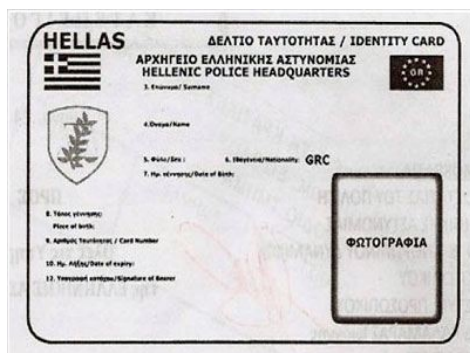 HELLAS
ΔΕΛΤΙΟ ΤΑΥΤΟΤΗΤΑΣ / IDENTITY CARD
ΑΡΧΗΓΕΙΟ ΕΛΛΗΝΙΚΗΣ ΑΣΤΥΝΟΜΙΑΣ
HELLENIC POLICE HEADQUARTERS
GR
3. Επώνυμο/ Surname
4.Όνομα/Name
5. Φύλο/Sex : 6. Ιθαγένεια/Nationality: GRC
7. Ημ. γέννησης/Date of Birth:
8. Τόπος γέννησης:
Place of birth:
9. Αριθμός Ταυτότητας / Card Number
10. Ημ. Λήξης/Date of expiry:
12. Υπογραφή κατόχου/Signature of Bearer
ΦΩΤΟΓΡΑΦΙΑ